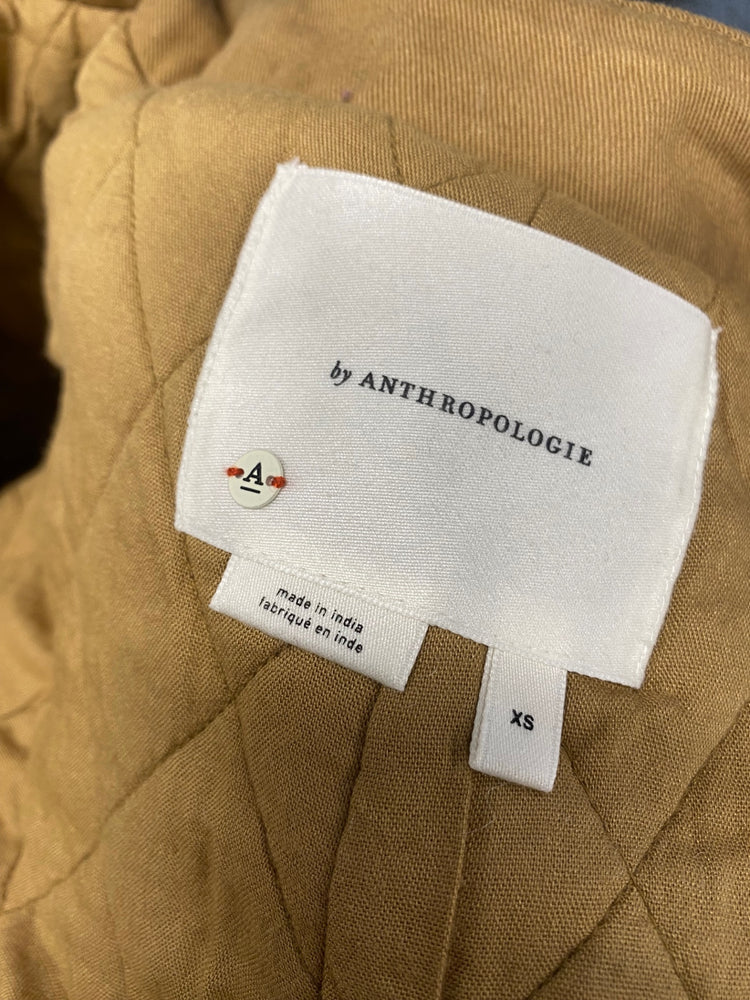 by ANTHROPOLOGIE
A
made in india
fabriqué en inde
XS